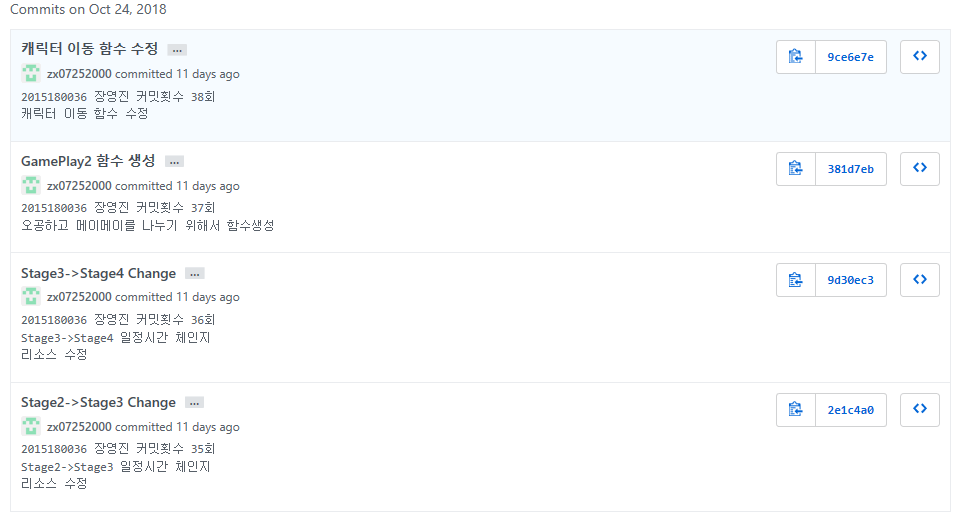 Commits on Oct 24, 2018
캐릭터 이동 함수 수정 ...
zx07252000 committed 11 days ago
9ce6e7e
2015180036 장영진 커밋횟수 38회
캐릭터 이동 함수 수정
GamePlay2 함수 생성 ...
zx07252000 committed 11 days ago
381d7eb
2015180036 장영진 커밋횟수 37회
오공하고 메이메이를 나누기 위해서 함수생성
Stage3->Stage4 Change ...
zx07252000 committed 11 days ago
9d30ec3
2015180036 장영진 커밋횟수 36회
Stage3->Stage4 일정시간 체인지
리소스 수정
Stage2->Stage3 Change ...
zx07252000 committed 11 days ago
2e1c4a0
2015180036 장영진 커밋횟수 35회
Stage2->Stage3 일정시간 체인지
리소스 수정